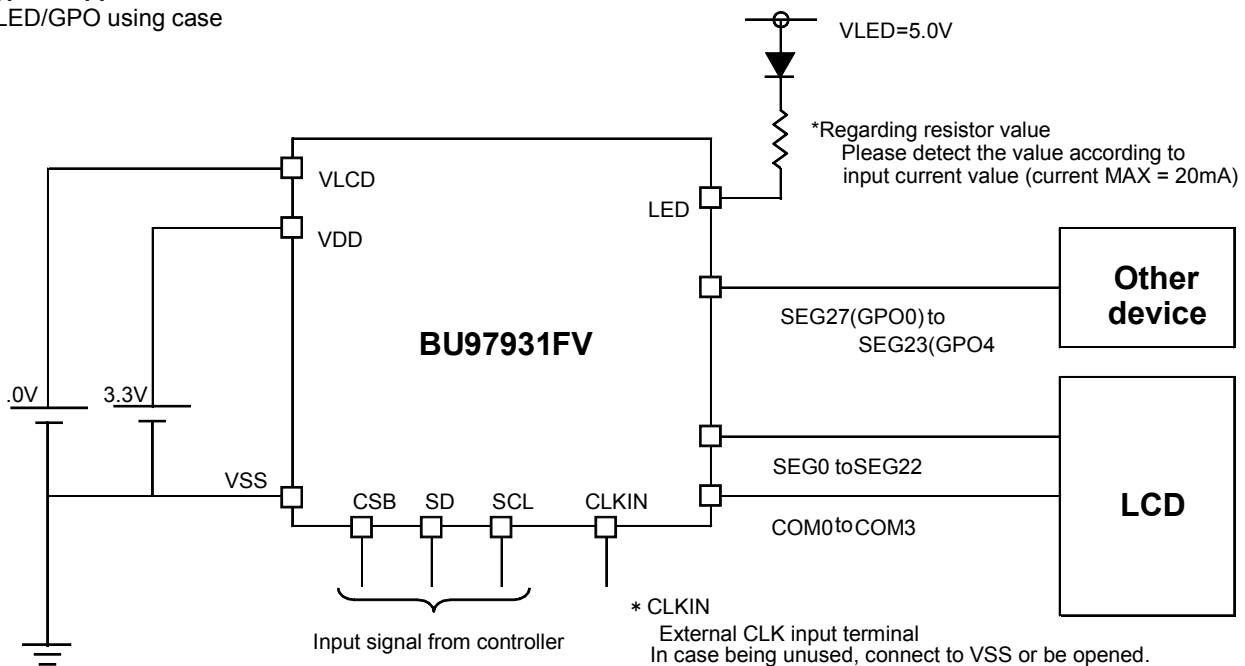 LED/GPO using case
VLED=5.0V
*Regarding resistor value
Please detect the value according to
input current value (current MAX = 20mA)
VLCD
VDD
LED
BU97931FV
Other
device
SEG27(GPO0) to
SEG23(GPO4
.0V
3.3V
VSS
CSB
SD
SCL
CLKIN
SEG0 toSEG22
COM0toCOM3
LCD
Input signal from controller
* CLKIN
External CLK input terminal
In case being unused, connect to VSS or be opened.